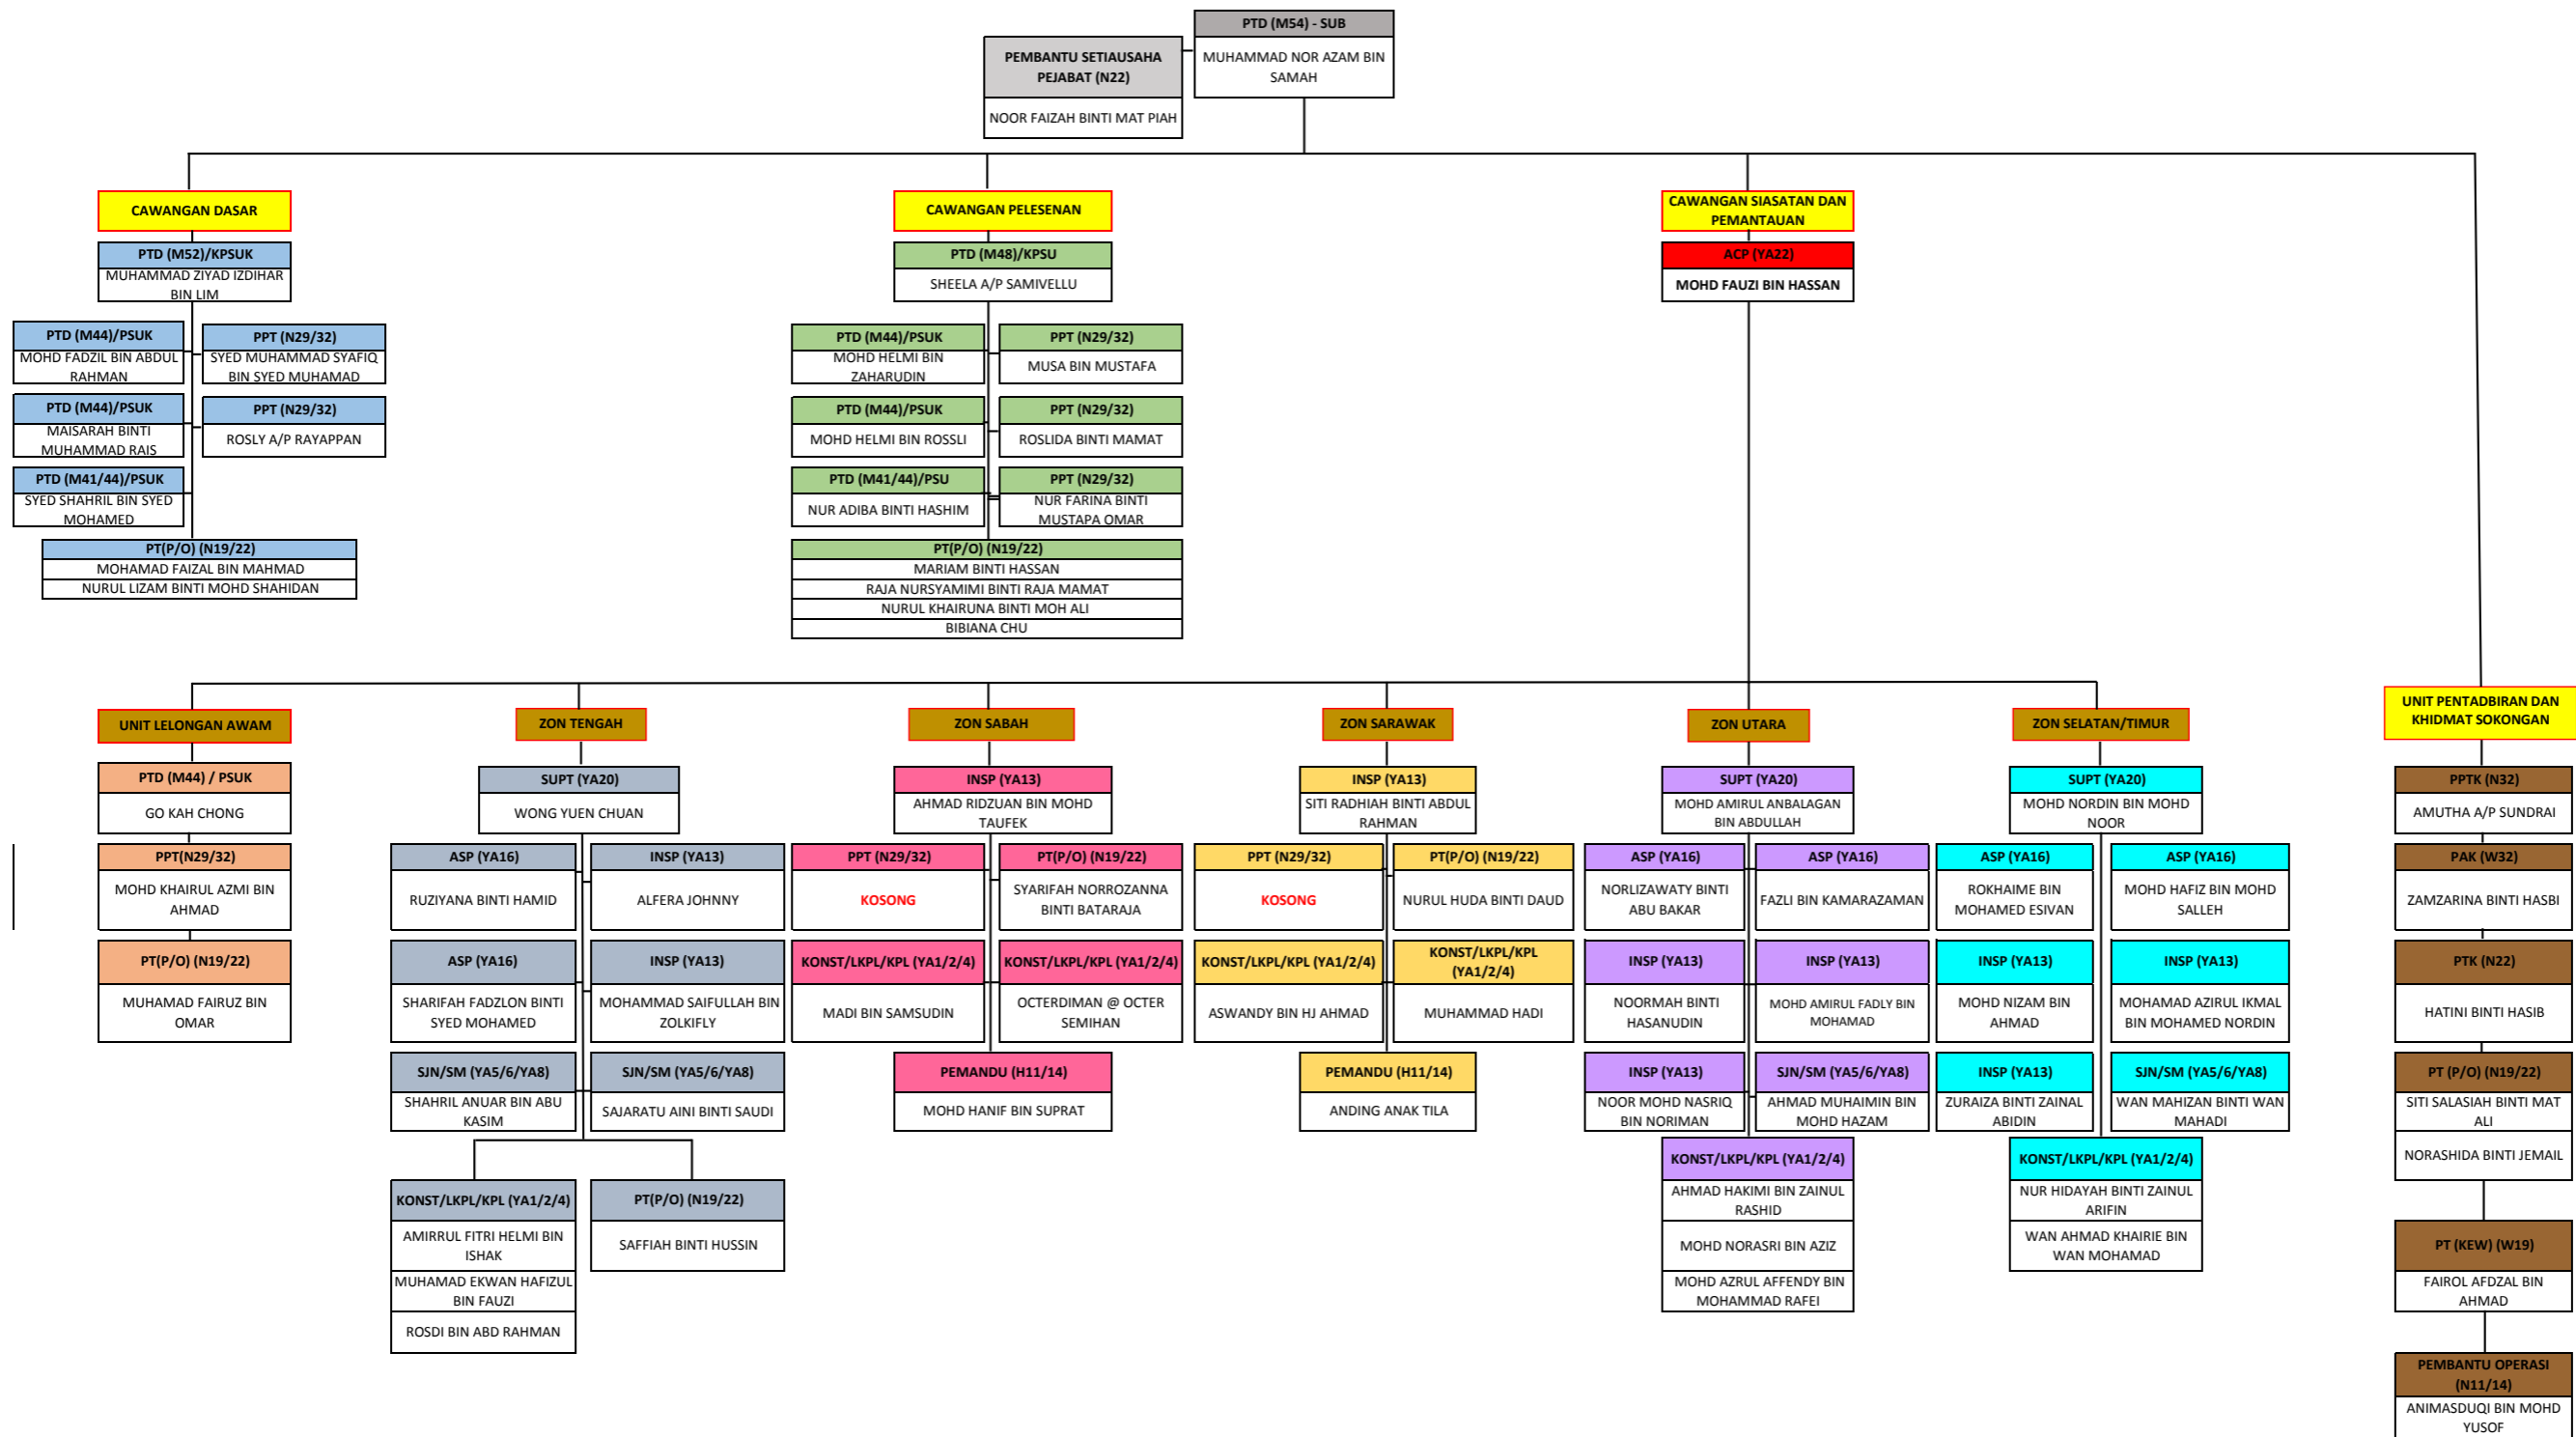 PTD (M54) - SUB
MUHAMMAD NOR AZAM BIN
SAMAH
PEMBANTU SETIAUSAHA
PEJABAT (N22)
NOOR FAIZAH BINTI MAT PIAH
CAWANGAN DASAR
PTD (M52)/KPSUK
MUHAMMAD ZIYAD IZDIHAR
BIN LIM
PTD (M44)/PSUK
MOHD FADZIL BIN ABDUL
RAHMAN
PPT (N29/32)
SYED MUHAMMAD SYAFIQ
BIN SYED MUHAMAD
PTD (M44)/PSUK
MAISARAH BINTI
MUHAMMAD RAIS
PPT (N29/32)
ROSLY A/P RAYAPPAN
PTD (M41/44)/PSUK
SYED SHAHRIL BIN SYED
MOHAMED
PT(P/O) (N19/22)
MOHAMAD FAIZAL BIN MAHMAD
NURUL LIZAM BINTI MOHD SHAHIDAN
CAWANGAN PELESENAN
PTD (M48)/KPSU
SHEELA A/P SAMIVELLU
PTD (M44)/PSUK
MOHD HELMI BIN
ZAHARUDIN
PPT (N29/32)
MUSA BIN MUSTAFA
PTD (M44)/PSUK
MOHD HELMI BIN ROSSLI
PPT (N29/32)
ROSLIDA BINTI MAMAT
PTD (M41/44)/PSU
NUR ADIBA BINTI HASHIM
PPT (N29/32)
NUR FARINA BINTI
MUSTAPA OMAR
PT(P/O) (N19/22)
MARIAM BINTI HASSAN
RAJA NURSYAMIMI BINTI RAJA MAMAT
NURUL KHAIRUNA BINTI MOH ALI
BIBIANA CHU
CAWANGAN SIASATAN DAN
PEMANTAUAN
ACP (YA22)
MOHD FAUZI BIN HASSAN
UNIT LELONGAN AWAM
PTD (M44) / PSUK
GO KAH CHONG
PPT(N29/32)
MOHD KHAIRUL AZMI BIN
AHMAD
PT(P/O) (N19/22)
MUHAMAD FAIRUZ BIN
OMAR
ZON TENGAH
SUPT (YA20)
WONG YUEN CHUAN
ASP (YA16)
RUZIYANA BINTI HAMID
INSP (YA13)
ALFERA JOHNNY
ASP (YA16)
SHARIFAH FADZLON BINTI
SYED MOHAMED
INSP (YA13)
MOHAMMAD SAIFULLAH BIN
ZOLKIFLY
SJN/SM (YA5/6/YA8)
SHAHRIL ANUAR BIN ABU
KASIM
SJN/SM (YA5/6/YA8)
SAJARATU AINI BINTI SAUDI
KONST/LKPL/KPL (YA1/2/4)
AMIRRUL FITRI HELMI BIN
ISHAK
MUHAMAD EKWAN HAFIZUL
BIN FAUZI
ROSDI BIN ABD RAHMAN
PT(P/O) (N19/22)
SAFFIAH BINTI HUSSIN
ZON SABAH
INSP (YA13)
AHMAD RIDZUAN BIN MOHD
TAUFEK
PPT (N29/32)
KOSONG
PT(P/O) (N19/22)
SYARIFAH NORROZANNA
BINTI BATARAJA
KONST/LKPL/KPL (YA1/2/4)
MADI BIN SAMSUDIN
KONST/LKPL/KPL (YA1/2/4)
OCTERDIMAN @ OCTER
SEMIHAN
PEMANDU (H11/14)
MOHD HANIF BIN SUPRAT
ZON SARAWAK
INSP (YA13)
SITI RADHIAH BINTI ABDUL
RAHMAN
PPT (N29/32)
KOSONG
PT(P/O) (N19/22)
NURUL HUDA BINTI DAUD
KONST/LKPL/KPL (YA1/2/4)
ASWANDY BIN HJ AHMAD
KONST/LKPL/KPL
(YA1/2/4)
MUHAMMAD HADI
PEMANDU (H11/14)
ANDING ANAK TILA
ZON UTARA
SUPT (YA20)
MOHD AMIRUL ANBALAGAN
BIN ABDULLAH
ASP (YA16)
NORLIZAWATY BINTI
ABU BAKAR
ASP (YA16)
FAZLI BIN KAMARAZAMAN
INSP (YA13)
NOORMAH BINTI
HASANUDIN
INSP (YA13)
MOHD AMIRUL FADLY BIN
MOHAMAD
INSP (YA13)
NOOR MOHD NASRIQ
BIN NORIMAN
SJN/SM (YA5/6/YA8)
AHMAD MUHAIMIN BIN
MOHD HAZAM
KONST/LKPL/KPL (YA1/2/4)
AHMAD HAKIMI BIN ZAINUL
RASHID
MOHD NORASRI BIN AZIZ
MOHD AZRUL AFFENDY BIN
MOHAMMAD RAFEI
ZON SELATAN/TIMUR
SUPT (YA20)
MOHD NORDIN BIN MOHD
NOOR
ASP (YA16)
ROKHAIME BIN
MOHAMED ESIVAN
ASP (YA16)
MOHD HAFIZ BIN MOHD
SALLEH
INSP (YA13)
MOHD NIZAM BIN
AHMAD
INSP (YA13)
MOHAMAD AZIRUL IKMAL
BIN MOHAMED NORDIN
INSP (YA13)
ZURAIZA BINTI ZAINAL
ABIDIN
SJN/SM (YA5/6/YA8)
WAN MAHIZAN BINTI WAN
MAHADI
KONST/LKPL/KPL (YA1/2/4)
NUR HIDAYAH BINTI ZAINUL
ARIFIN
WAN AHMAD KHAIRIE BIN
WAN MOHAMAD
UNIT PENTADBIRAN DAN
KHIDMAT SOKONGAN
PPTK (N32)
AMUTHA A/P SUNDRAI
PAK (W32)
ZAMZARINA BINTI HASBI
PTK (N22)
HATINI BINTI HASIB
PT (P/O) (N19/22)
SITI SALASIAH BINTI MAT
ALI
NORASHIDA BINTI JEMAIL
PT (KEW) (W19)
FAIROL AFDZAL BIN
AHMAD
PEMBANTU OPERASI
(N11/14)
ANIMASDUQI BIN MOHD
YUSOF